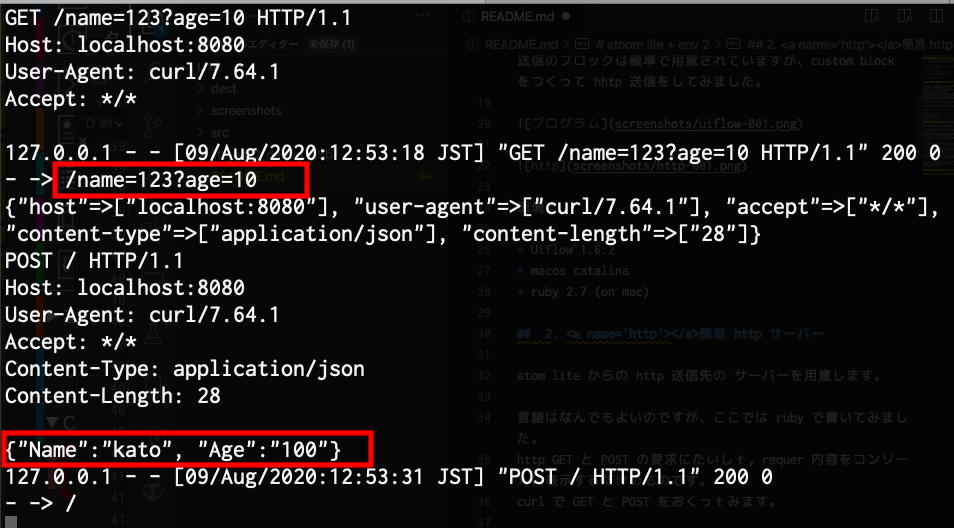 GET /name=123?age=10 HTTP/1.1
Host: localhost:8080
User-Agent: curl/7.64.1
Accept: */*
127.0.0.1 - - [09/Aug/2020:12:53:18 JST] "GET /name=123?age=10 HTTP/1.1" 200 0
- -> /name=123?age=10
{"host"=>["localhost:8080"], "user-agent"=>["curl/7.64.1"], "accept"=>["*/*"],
"content-type"=>["application/json"], "content-length"=>["28"]}
POST / HTTP/1.1
Host: localhost:8080
User-Agent: curl/7.64.1
Accept: */*
Content-Type: application/json
Content-Length: 28
{"Name":"kato", "Age":"100"}
127.0.0.1 - - [09/Aug/2020:12:53:31 JST] "POST / HTTP/1.1" 200 0
- -> /
README.md
README.md > # atoom lite + env 2 > ## 2. <a name='http'></a>簡易 http
エディター 未保存 (1)
dest
screenshots
src
9+
送信のブロックは標準で用意されていますが、custom block
をつくって hhtp 送信をしてみました。
19
20 ![プログラム](screenshots/uiflow-001.png)
22 ![http](screenshots/http-001.png)
* Uiflow 1.6.2
27 * macos catalina
28 * ruby 2.7 (on mac)
30 ## 2. <a name='http'></a>簡易 http サーバー
31
32 atom lite からの http 送信先の サーバーを用意します。
33
34 言語はなんでもよいのですが、ここでは ruby で書いてみまし
た。
http GET と POST の要求にたいしt, requer 内容をコンソー
36 curl で GET と POST をおくっtみます。
37